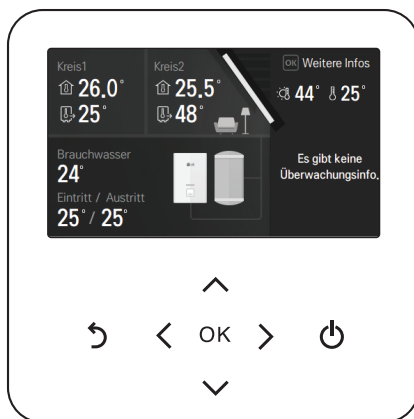 Kreis1
26.0°
25°
Kreis2
25.5°
48°
OK Weitere Infos
44° 25°
Es gibt keine
Überwachungsinfo.
Brauchwasser
24°
Eintritt / Austritt
25° / 25°
OK